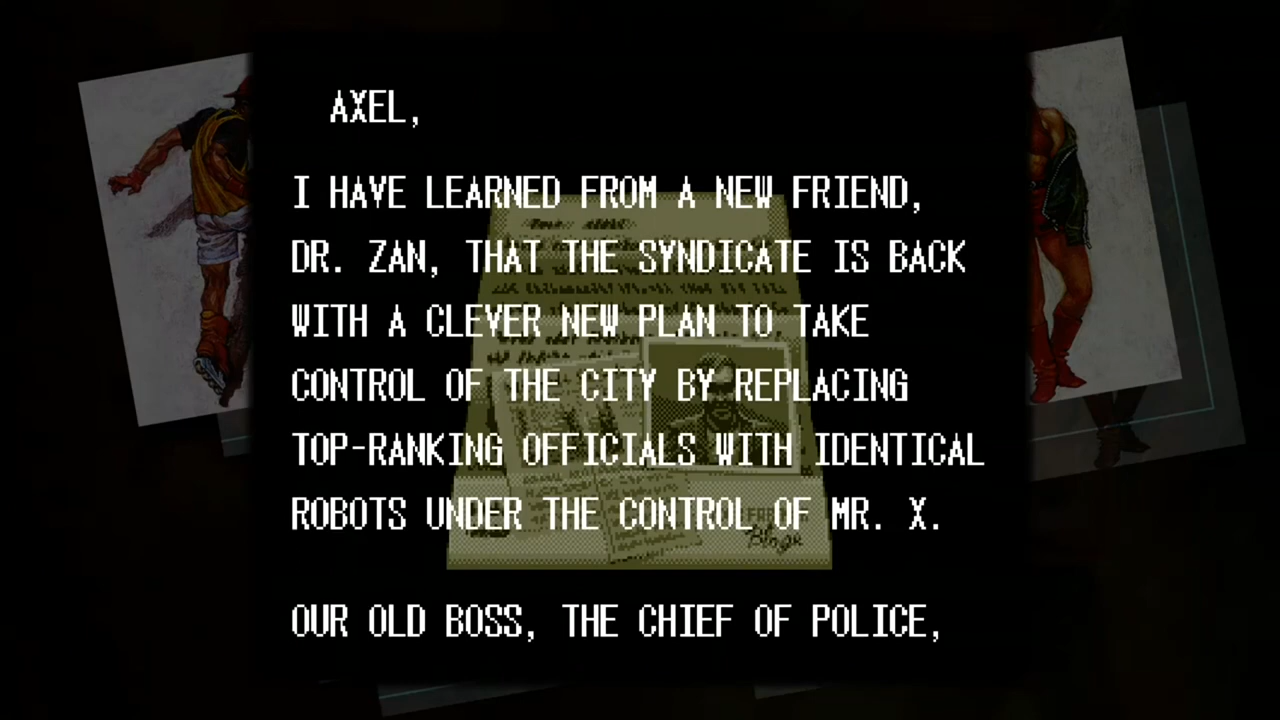 AXEL,
I HAVE LEARNED FROM A NEW FRIEND,
DR. ZAN, THAT THE SYNDICATE IS BACK
WITH A CLEVER NEW PLAN TO TAKE
CONTROL OF THE CITY BY REPLACING
TOP-RANKING OFFICIALS WITH IDENTICAL
ROBOTS UNDER THE CONTROL OF MR. X.
Blaze
OUR OLD BOSS, THE CHIEF OF POLICE,